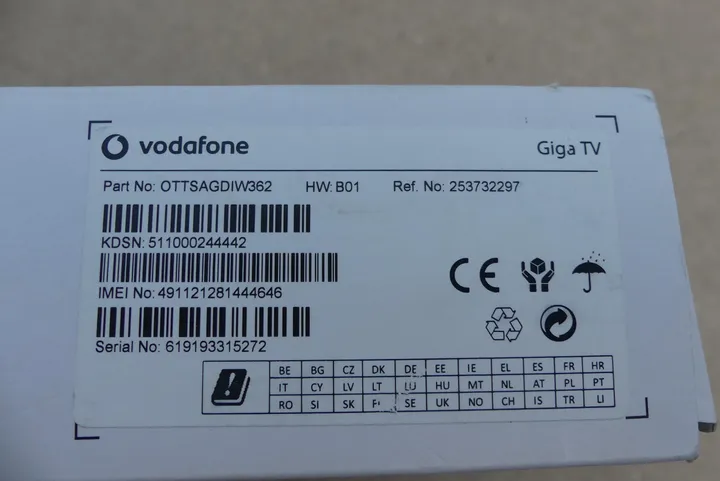 vodafone
Giga TV
Part No: OTTSAGDIW362 HW: B01 Ref. No: 253732297
KDSN: 511000244442
IMEI No: 491121281444646
CE
Serial No: 619193315272
BE BG CZ DK DE EE IE EL ES FR HR
IT CY LV LT LU HU MT NL AT PL PT
RO SI SK SE UK NO CH IS TR LI